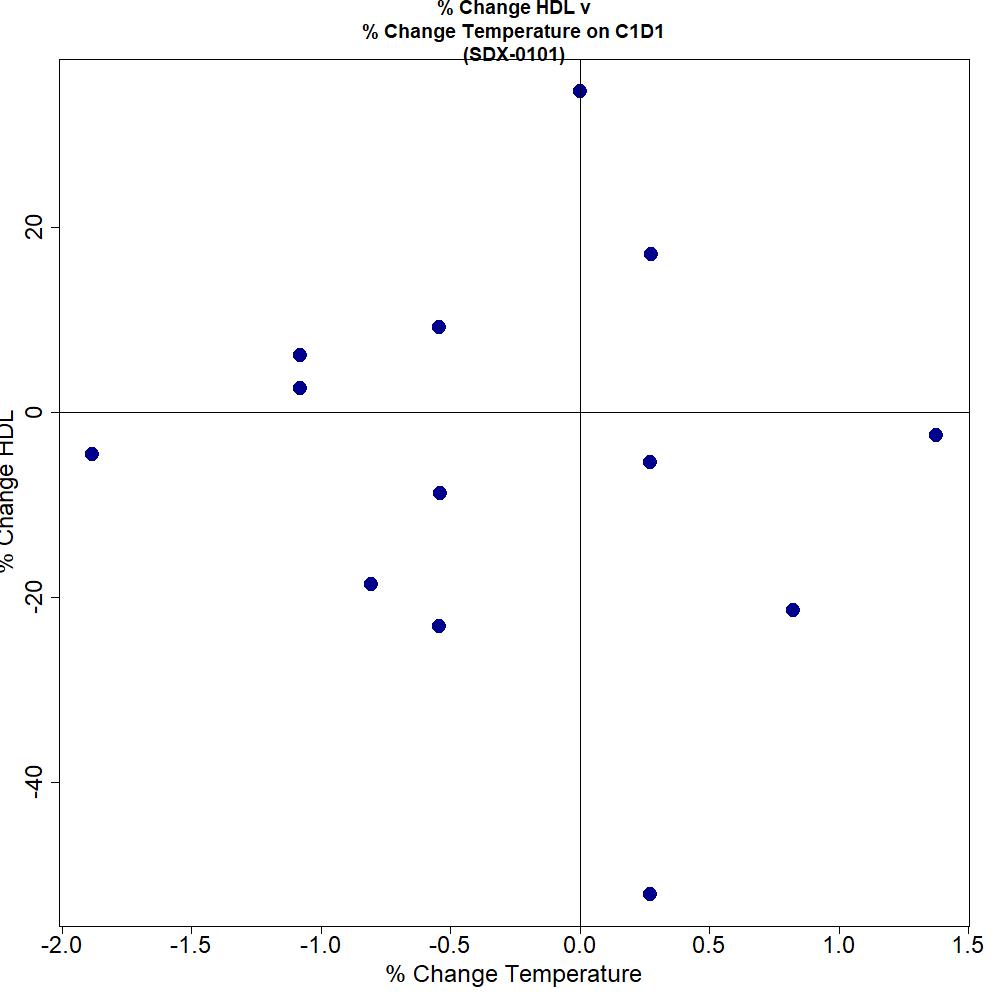 % Change HDL v
% Change Temperature on C1D1
(SDX-0101)
% Change HDL
20
0
-20
-40
-2.0
-1.5
-1.0
-0.5
0.0
0.5
1.0
1.5
% Change Temperature